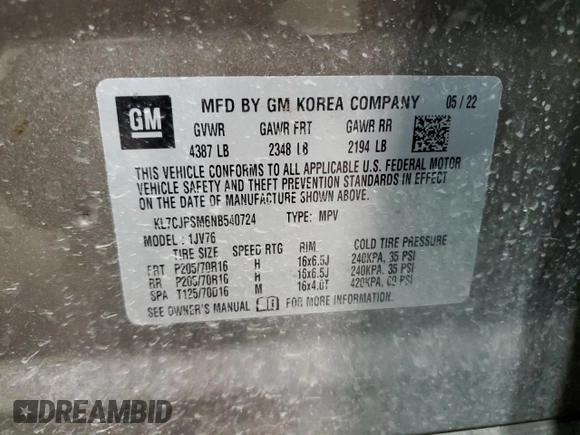 GM
MFD BY GM KOREA COMPANY 05 / 22
GVWR GAWR FRT GAWR RR
4387 LB 2348 LB 2194 LB
THIS VEHICLE CONFORMS TO ALL APPLICABLE U.S. FEDERAL MOTOR
VEHICLE SAFETY AND THEFT PREVENTION STANDARDS IN EFFECT
ON THE DATE OF MANUFACTURE SHOWN ABOVE.
KL7CJPSM6NB540724 TYPE: MPV
MODEL : 1JV76
TIRE SIZE SPEED RTG RIM COLD TIRE PRESSURE
FRT P205/70R16 H 16x6.5J 240KPA, 35 PSI
RR P205/70R16 H 16x6.5J 240KPA, 35 PSI
SPA T125/70D16 M 16x4.0T 420KPA, 60 PSI
SEE OWNER'S MANUAL FOR MORE INFORMATION.
DREAMBID